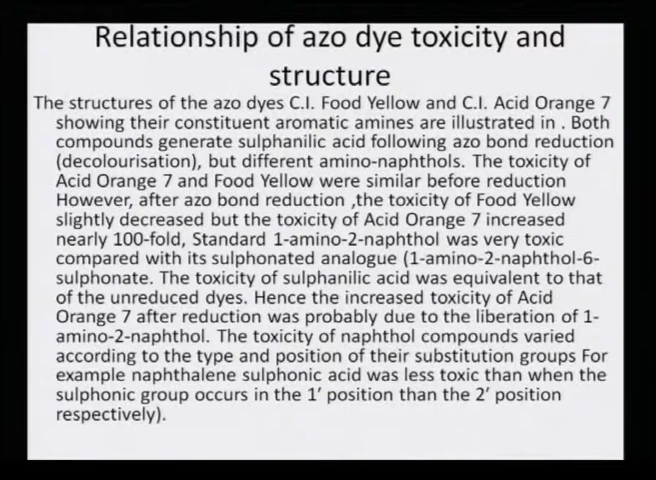 Relationship of azo dye toxicity and
structure
The structures of the azo dyes C.I. Food Yellow and C.I. Acid Orange 7
showing their constituent aromatic amines are illustrated in . Both
compounds generate sulphanilic acid following azo bond reduction
(decolourisation), but different amino-naphthols. The toxicity of
Acid Orange 7 and Food Yellow were similar before reduction
However, after azo bond reduction ,the toxicity of Food Yellow
slightly decreased but the toxicity of Acid Orange 7 increased
nearly 100-fold, Standard 1-amino-2-naphthol was very toxic
compared with its sulphonated analogue (1-amino-2-naphthol-6-
sulphonate. The toxicity of sulphanilic acid was equivalent to that
of the unreduced dyes. Hence the increased toxicity of Acid
Orange 7 after reduction was probably due to the liberation of 1-
amino-2-naphthol. The toxicity of naphthol compounds varied
according to the type and position of their substitution groups For
example naphthalene sulphonic acid was less toxic than when the
sulphonic group occurs in the 1′ position than the 2′ position
respectively).